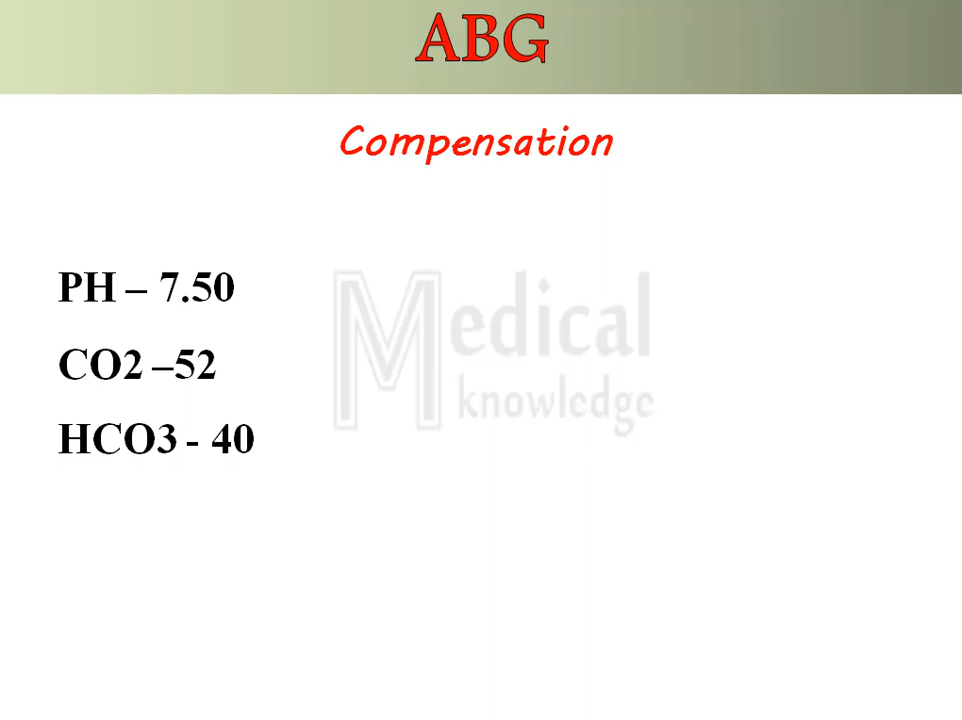 ABG
Compensation
PH – 7.50
CO2 –52
HCO3 - 40
Medical
knowledge